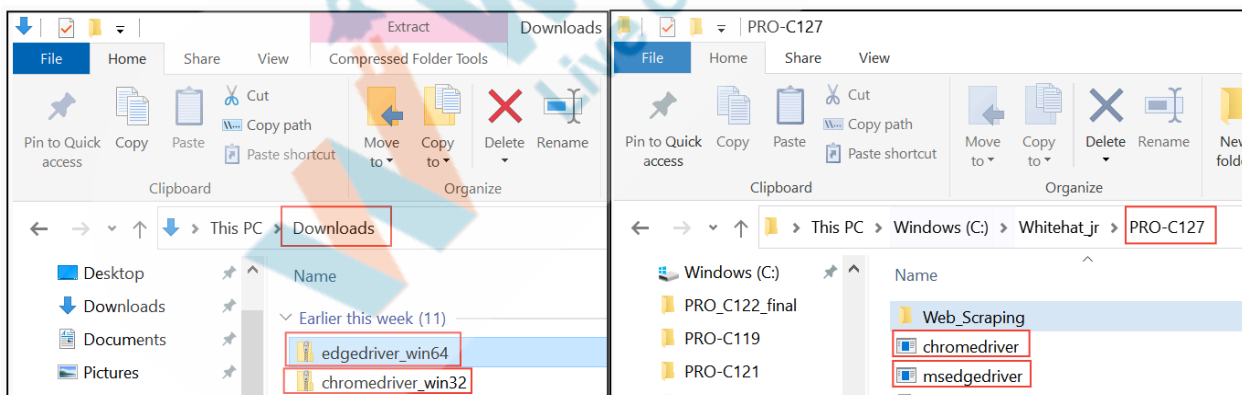 Extract
Downloads
File
Home
Share
View
Compressed Folder Tools
Pin to Quick access
Copy
Paste
Cut
Copy path
Paste shortcut
Move to
Copy to
Delete
Rename
Clipboard
Organize
This PC > Downloads
Desktop
Downloads
Documents
Pictures
Name
Earlier this week (11)
edgedriver_win64
chromedriver_win32
Live
PRO-C127
File
Home
Share
View
Pin to Quick access
Copy
Paste
Cut
Copy path
Paste shortcut
Move to
Copy to
Delete
Rename
Clipboard
Organize
This PC > Windows (C:) > Whitehat_jr > PRO-C127
Windows (C:)
PRO_C122_final
PRO-C119
PRO-C121
Name
Web_Scraping
chromedriver
msedgedriver